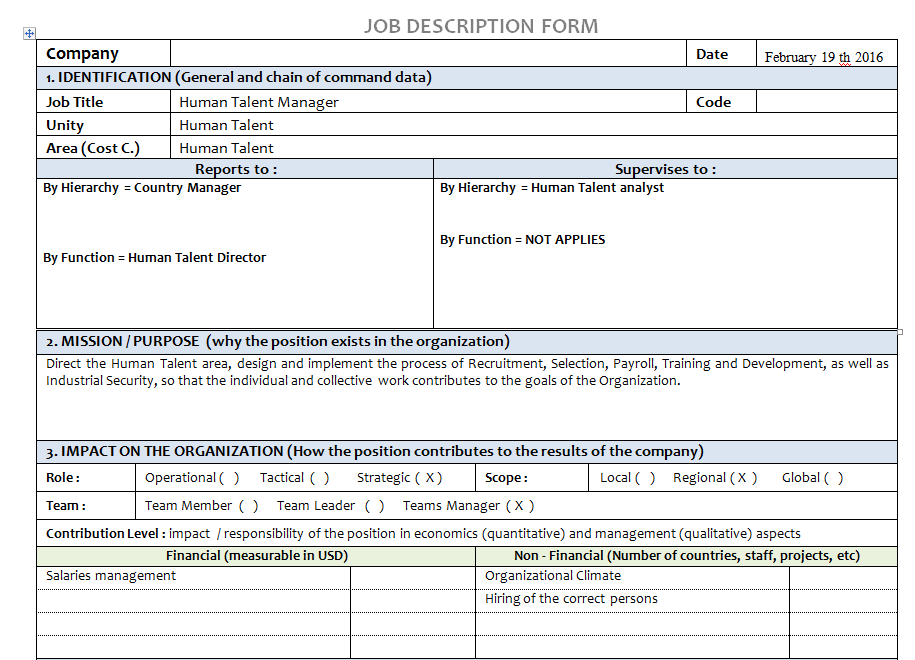 JOB DESCRIPTION FORM
Company
Date
February 19 th 2016
1. IDENTIFICATION (General and chain of command data)
Job Title
Human Talent Manager
Code
Unity
Human Talent
Area (Cost C.)
Human Talent
Reports to :
Supervises to :
By Hierarchy = Country Manager
By Hierarchy = Human Talent analyst
By Function = NOT APPLIES
By Function = Human Talent Director
2. MISSION / PURPOSE (why the position exists in the organization)
Direct the Human Talent area, design and implement the process of Recruitment, Selection, Payroll, Training and Development, as well as
Industrial Security, so that the individual and collective work contributes to the goals of the Organization.
3. IMPACT ON THE ORGANIZATION (How the position contributes to the results of the company)
Role :
Operational ( ) Tactical ( ) Strategic ( X )
Scope :
Local ( ) Regional ( X ) Global ( )
Team :
Team Member ( ) Team Leader ( ) Teams Manager ( X )
Contribution Level : impact / responsibility of the position in economics (quantitative) and management (qualitative) aspects
Financial (measurable in USD)
Non - Financial (Number of countries, staff, projects, etc)
Salaries management
Organizational Climate
Hiring of the correct persons